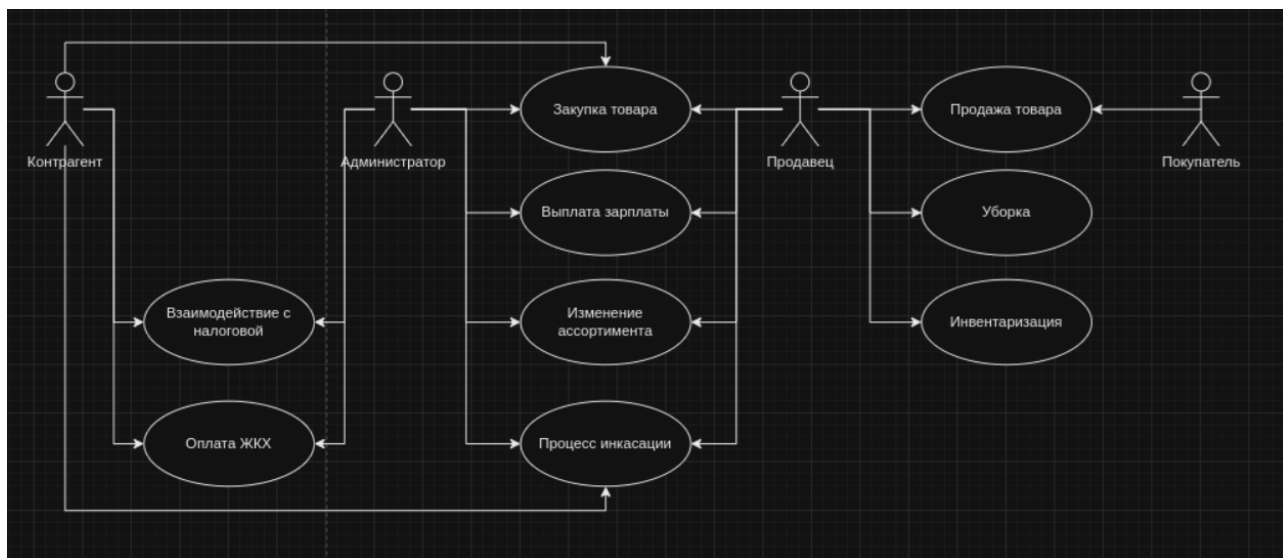 Закупка товара
Продажа товара
Контрагент
Администратор
Продавец
Покупатель
Выплата зарплаты
Уборка
Взаимодействие с
налоговой
Изменение
ассортимента
Инвентаризация
Оплата ЖКХ
Процесс инкасации